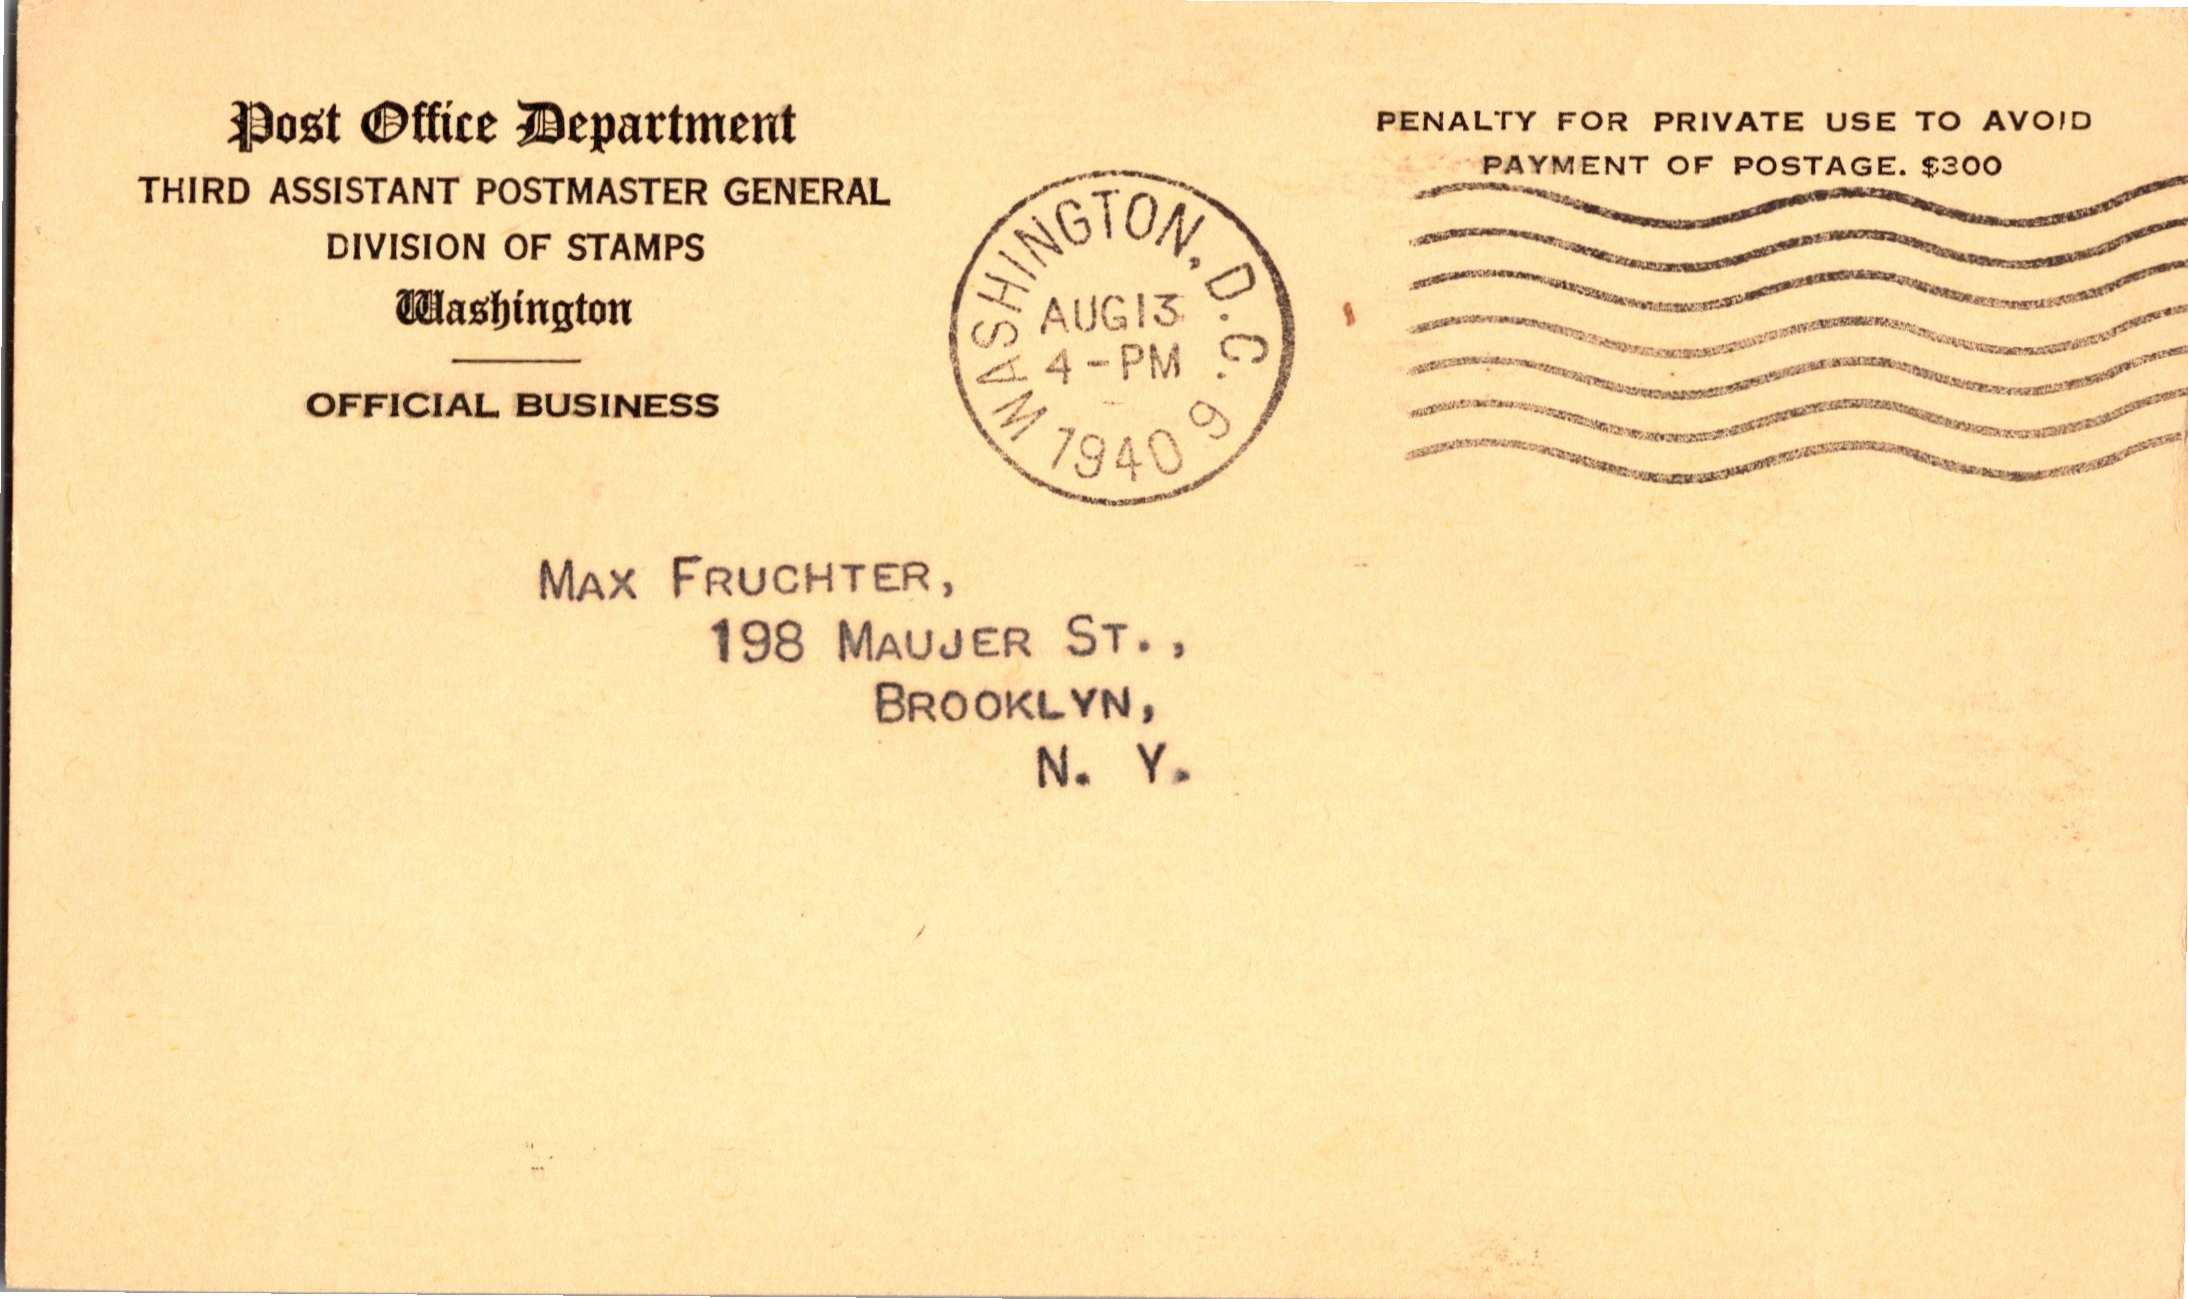 Post Office Department
THIRD ASSISTANT POSTMASTER GENERAL
DIVISION OF STAMPS
Washington
OFFICIAL BUSINESS
WASHINGTON, D.C. 9
AUG 13
4-PM
1940
PENALTY FOR PRIVATE USE TO AVOID
PAYMENT OF POSTAGE. $300
MAX FRUCHTER,
198 MAUJER ST.,
BROOKLYN,
N. Y.